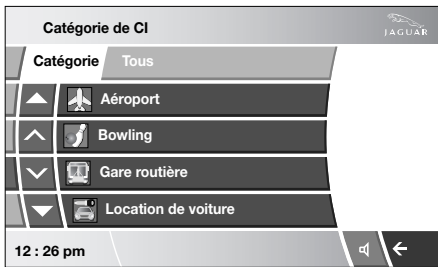 Catégorie de CI
JAGUAR
Catégorie Tous
Aéroport
Bowling
Gare routière
Location de voiture
12 : 26 pm